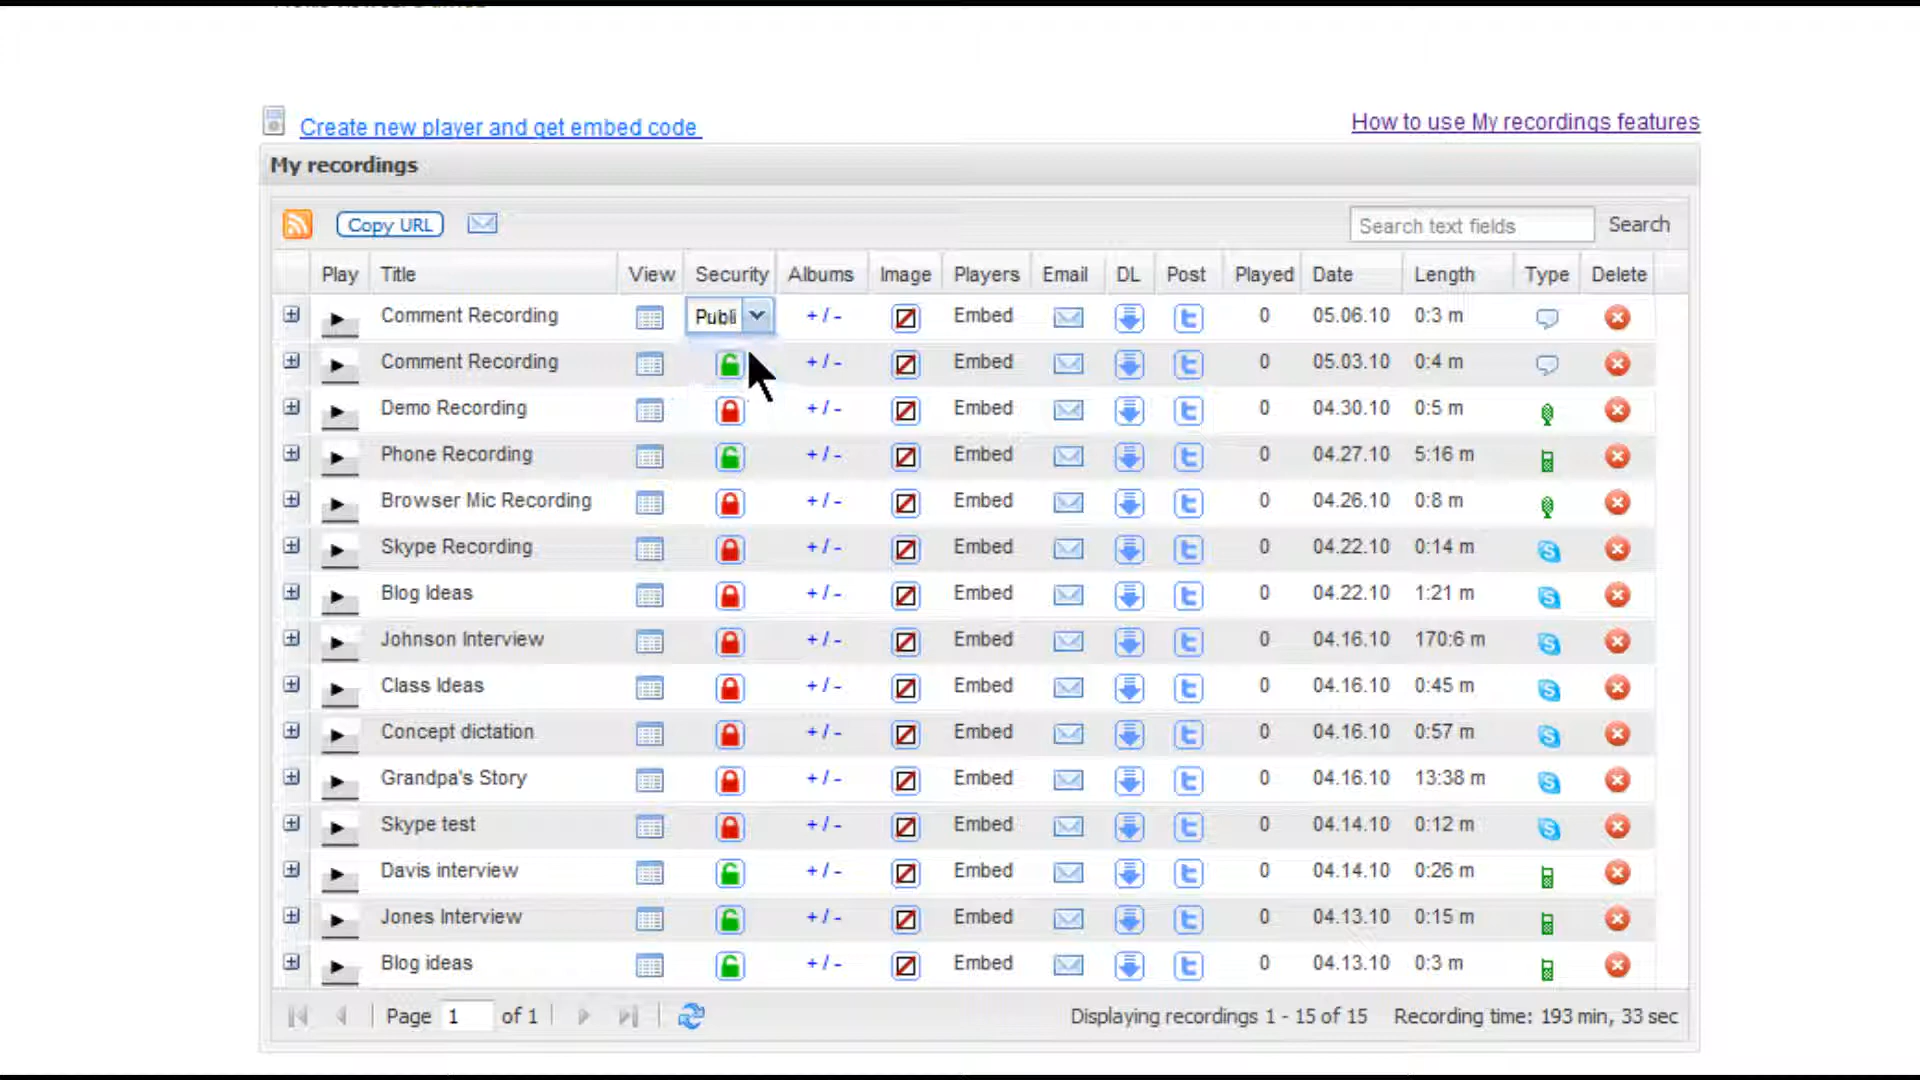 Create new player and get embed code
How to use My recordings features
My recordings
Copy URL
Search text fields
Search
Play Title View Security Albums Image Players Email DL Post Played Date Length Type Delete
Comment Recording Publi + / - Embed 0 05.06.10 0:3 m
Comment Recording + / - Embed 0 05.03.10 0:4 m
Demo Recording + / - Embed 0 04.30.10 0:5 m
Phone Recording + / - Embed 0 04.27.10 5:16 m
Browser Mic Recording + / - Embed 0 04.26.10 0:8 m
Skype Recording + / - Embed 0 04.22.10 0:14 m
Blog Ideas + / - Embed 0 04.22.10 1:21 m
Johnson Interview + / - Embed 0 04.16.10 170:6 m
Class Ideas + / - Embed 0 04.16.10 0:45 m
Concept dictation + / - Embed 0 04.16.10 0:57 m
Grandpa's Story + / - Embed 0 04.16.10 13:38 m
Skype test + / - Embed 0 04.14.10 0:12 m
Davis interview + / - Embed 0 04.14.10 0:26 m
Jones Interview + / - Embed 0 04.13.10 0:15 m
Blog ideas + / - Embed 0 04.13.10 0:3 m
Page 1 of 1 Displaying recordings 1 - 15 of 15 Recording time: 193 min, 33 sec